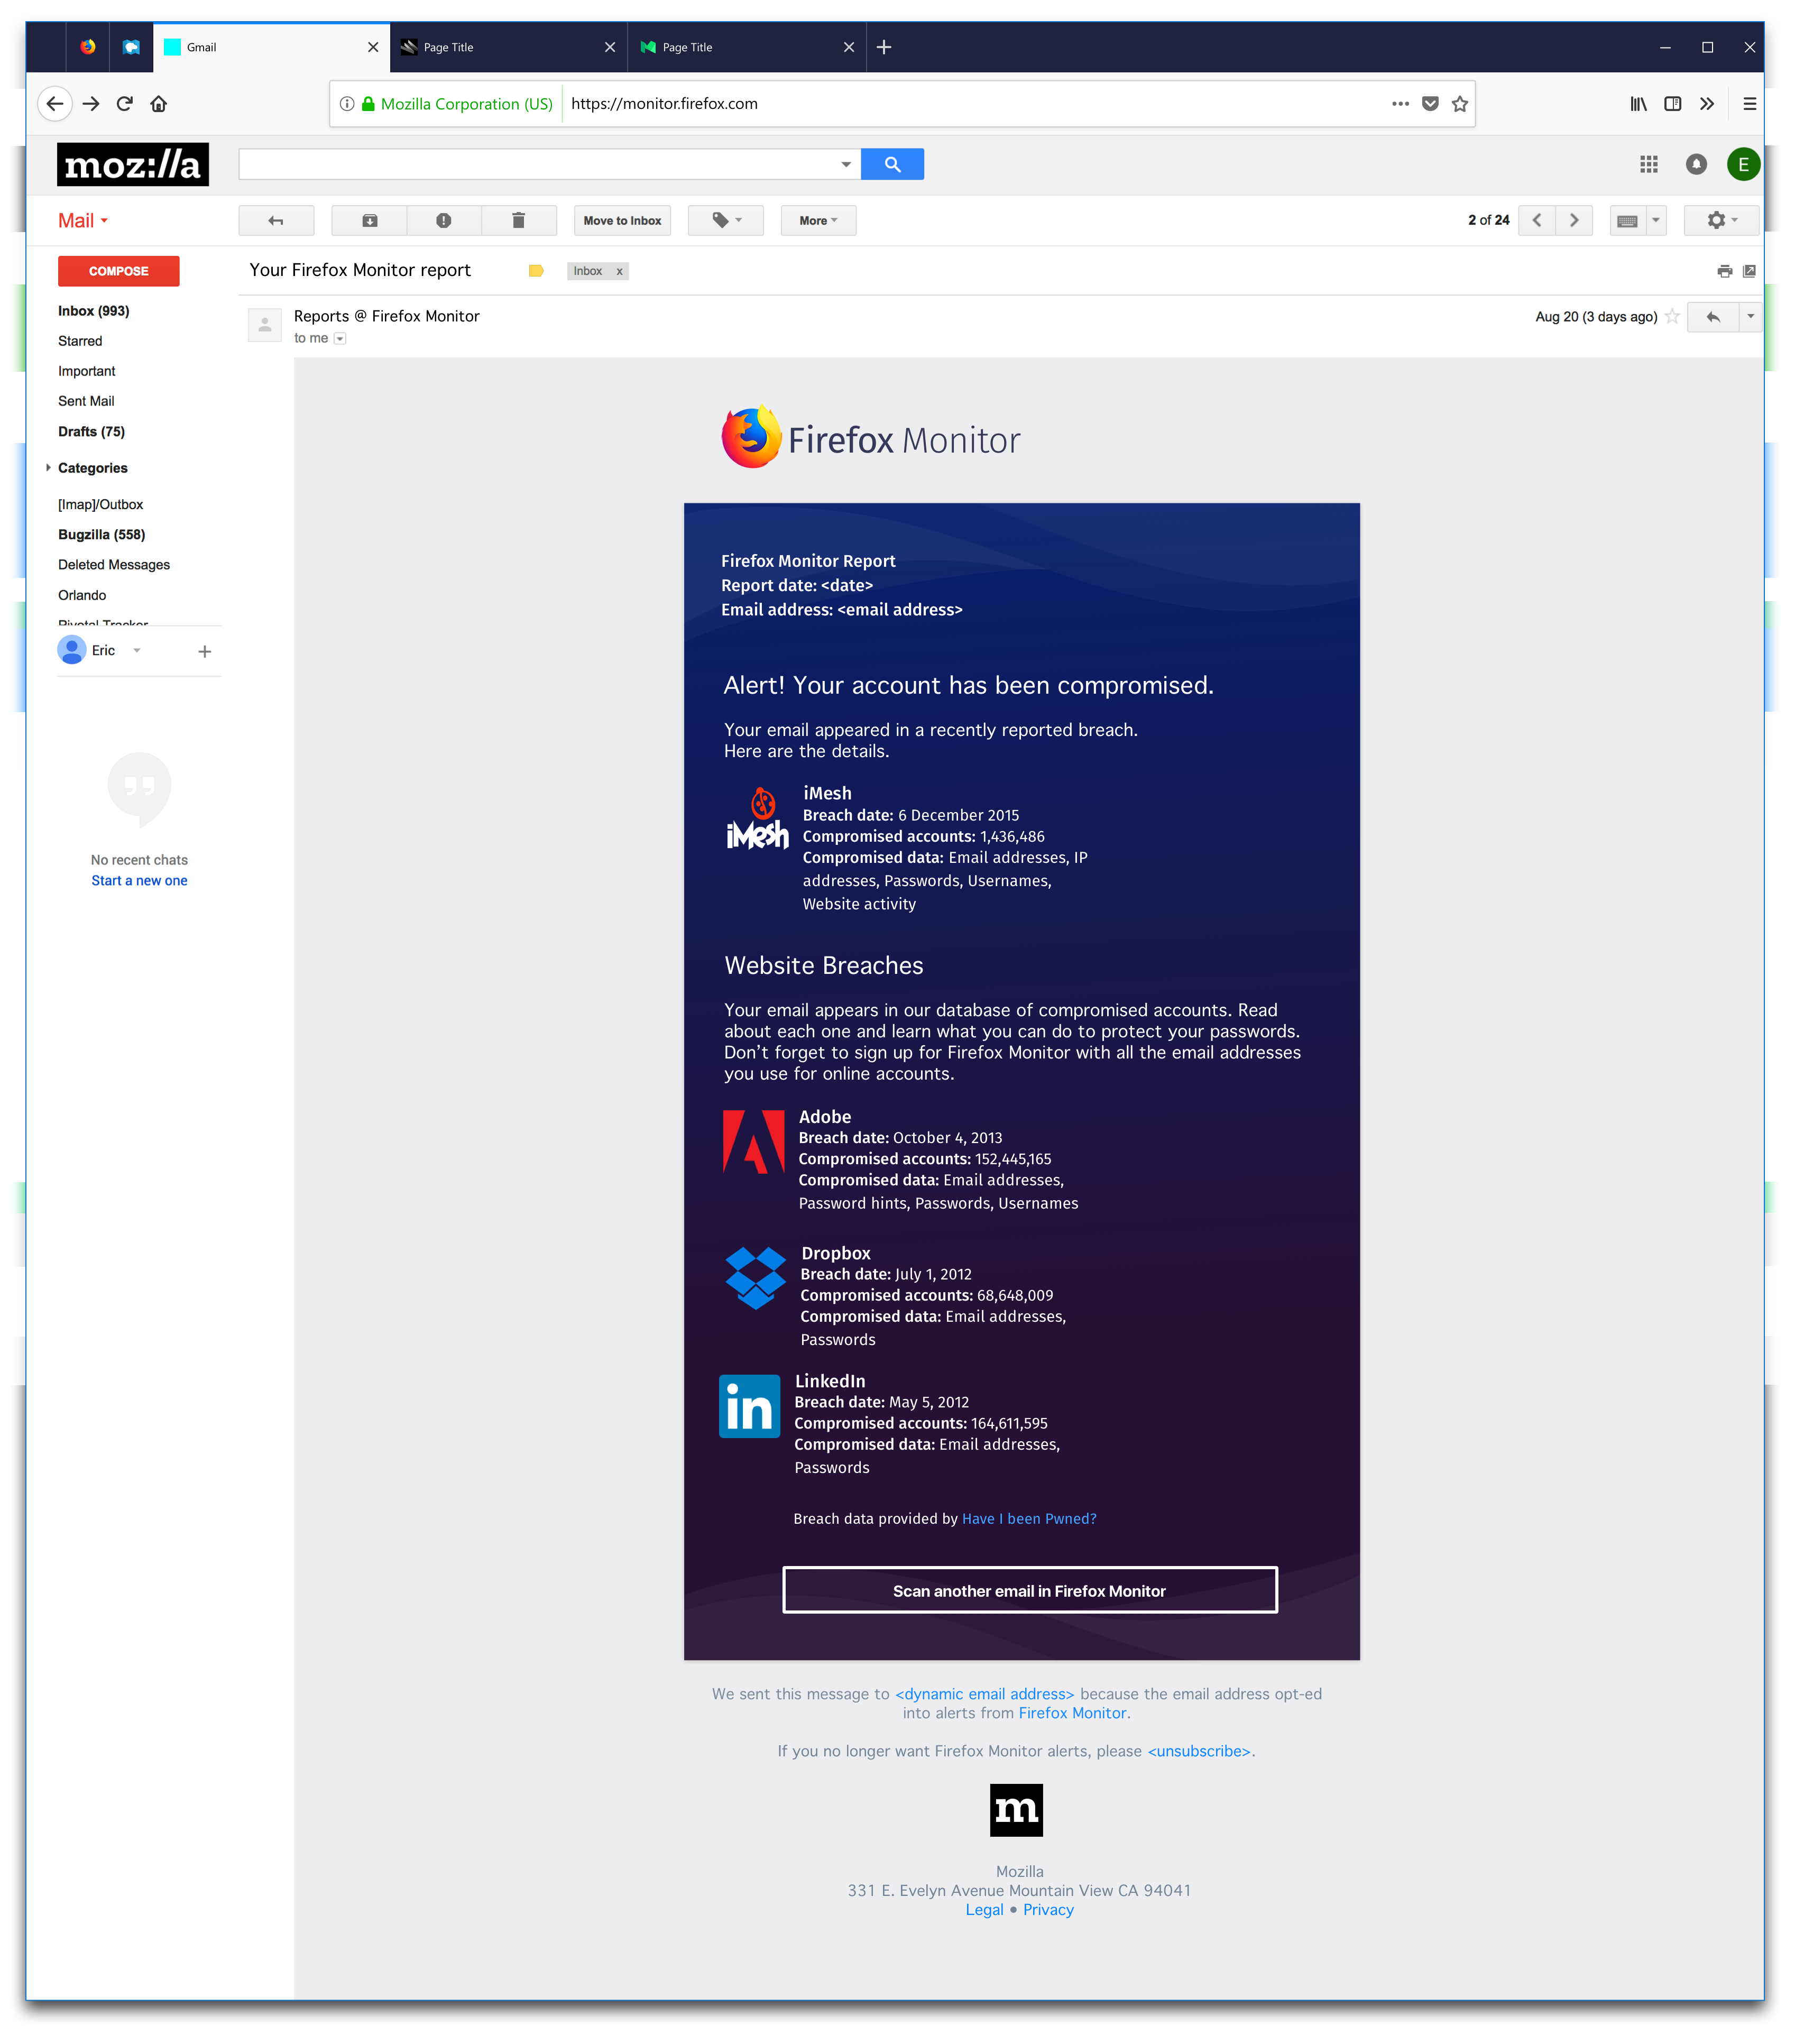 Gmail
Page Title
Page Title
Mozilla Corporation (US)
https://monitor.firefox.com
moz://a
E
Mail
Move to Inbox
More
2 of 24
COMPOSE
Your Firefox Monitor report
Inbox x
Inbox (993)
Starred
Important
Sent Mail
Drafts (75)
Categories
[Imap]/Outbox
Bugzilla (558)
Deleted Messages
Orlando
Pivotal Tracker
Eric
No recent chats
Start a new one
Reports @ Firefox Monitor
to me
Aug 20 (3 days ago)
Firefox Monitor
Firefox Monitor Report
Report date: <date>
Email address: <email address>
Alert! Your account has been compromised.
Your email appeared in a recently reported breach.
Here are the details.
iMesh
iMesh
Breach date: 6 December 2015
Compromised accounts: 1,436,486
Compromised data: Email addresses, IP
addresses, Passwords, Usernames,
Website activity
Website Breaches
Your email appears in our database of compromised accounts. Read
about each one and learn what you can do to protect your passwords.
Don’t forget to sign up for Firefox Monitor with all the email addresses
you use for online accounts.
Adobe
Breach date: October 4, 2013
Compromised accounts: 152,445,165
Compromised data: Email addresses,
Password hints, Passwords, Usernames
Dropbox
Breach date: July 1, 2012
Compromised accounts: 68,648,009
Compromised data: Email addresses,
Passwords
in
LinkedIn
Breach date: May 5, 2012
Compromised accounts: 164,611,595
Compromised data: Email addresses,
Passwords
Breach data provided by Have I been Pwned?
Scan another email in Firefox Monitor
We sent this message to <dynamic email address> because the email address opt-ed
into alerts from Firefox Monitor.
If you no longer want Firefox Monitor alerts, please <unsubscribe>.
m
Mozilla
331 E. Evelyn Avenue Mountain View CA 94041
Legal • Privacy